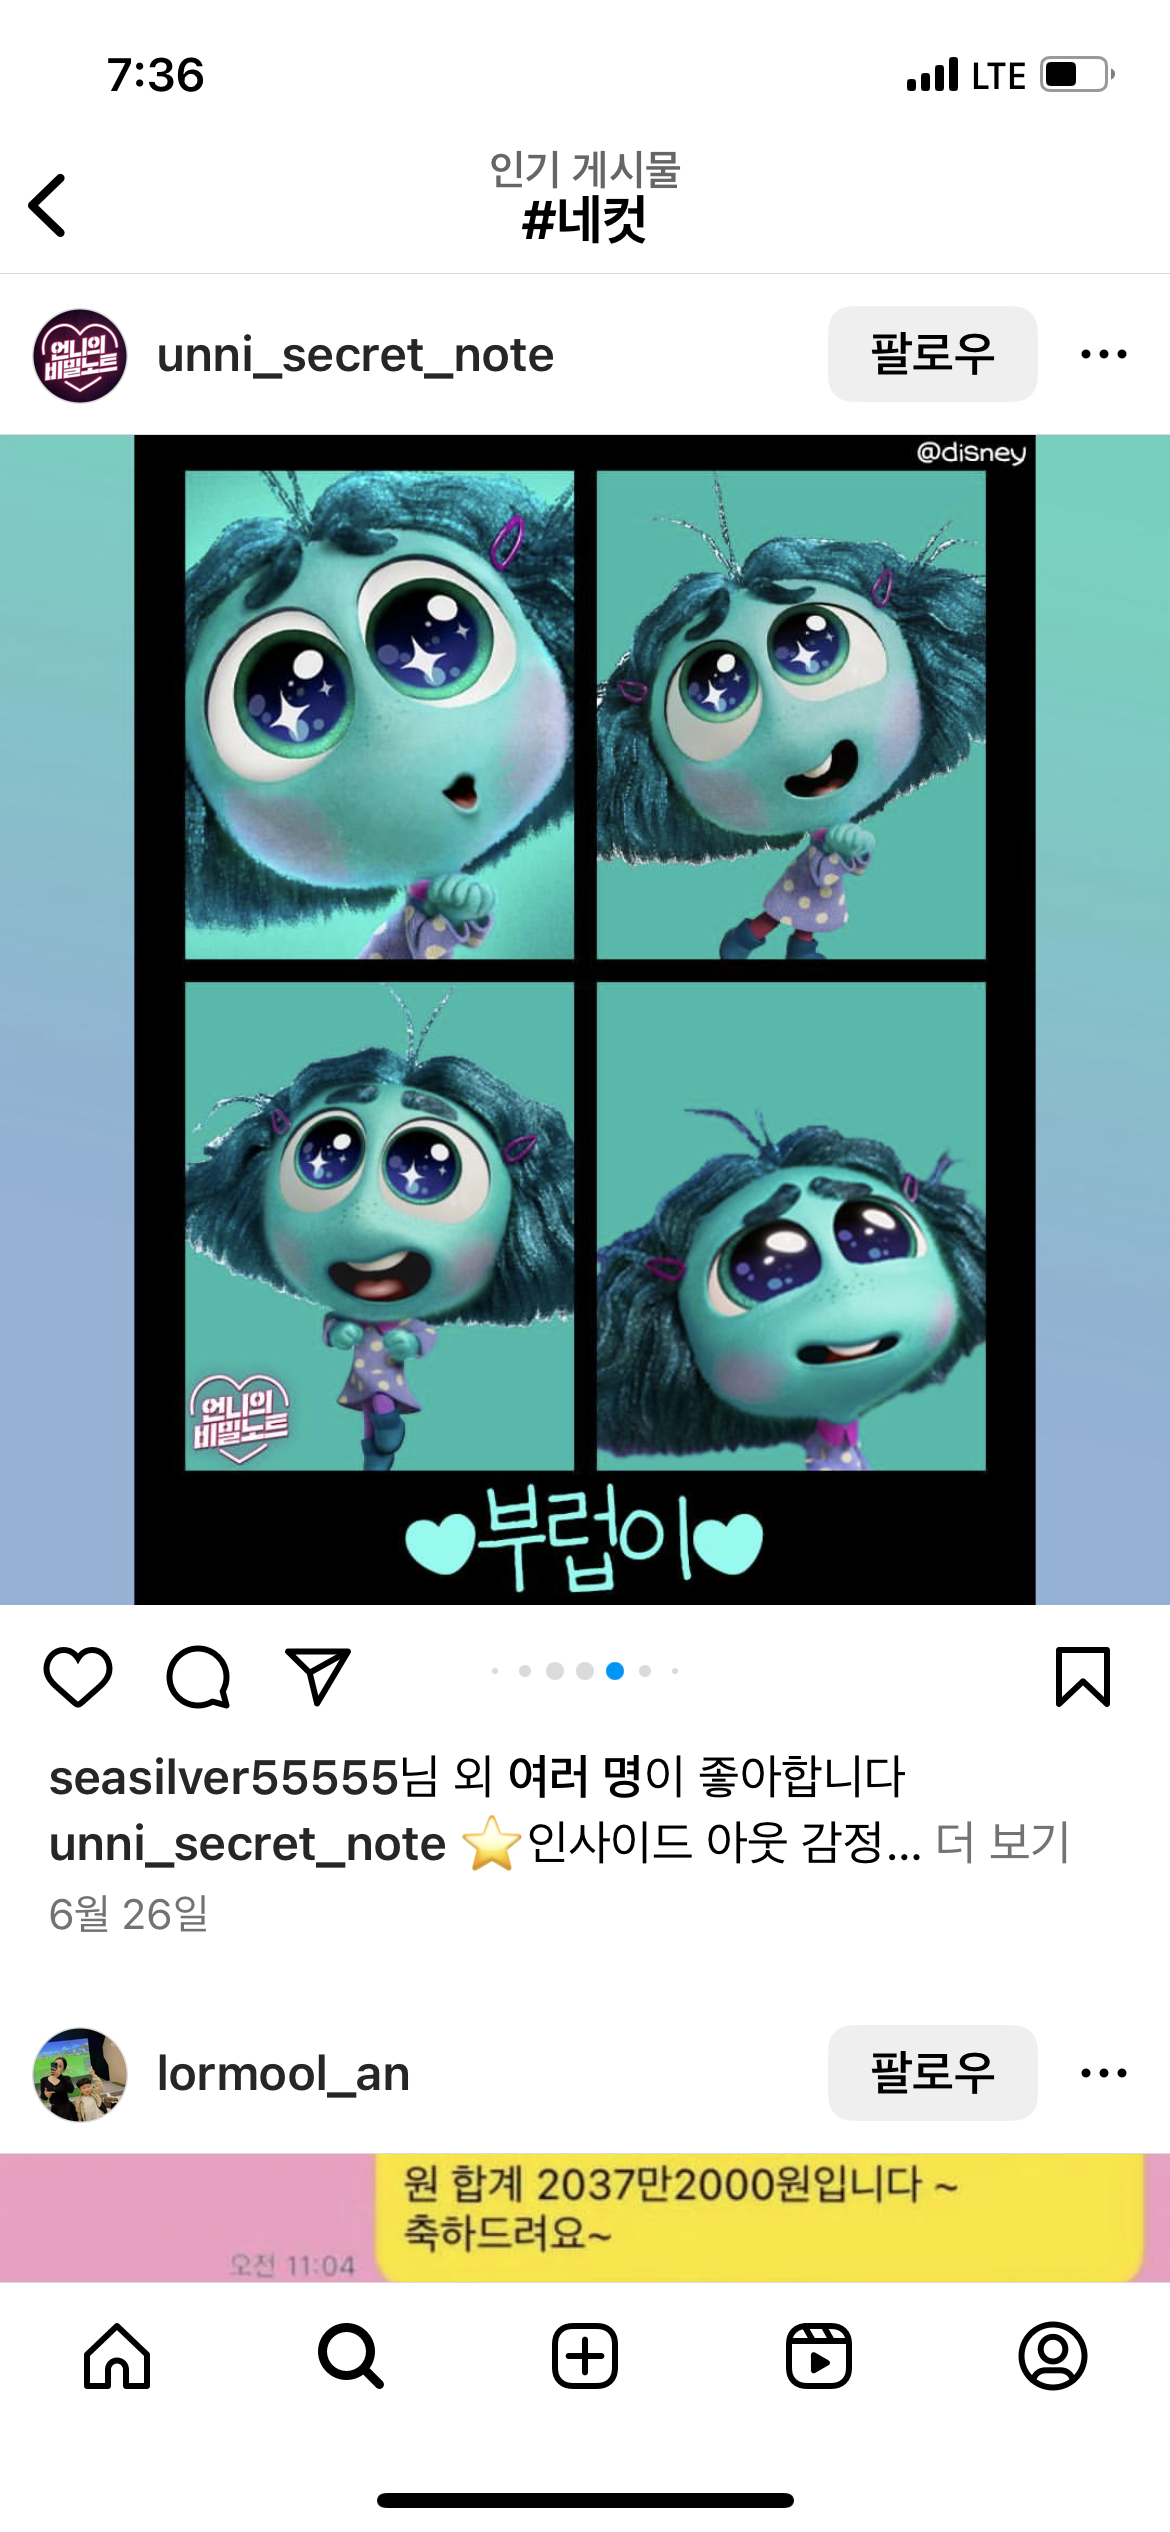 7:36
LTE
인기 게시물
#네컷
언니의
비밀노트
unni_secret_note
팔로우
@disney
언니의
비밀노트
부럽이
seasilver55555님 외 여러 명이 좋아합니다
unni_secret_note ⭐인사이드 아웃 감정... 더 보기
6월 26일
lormool_an
팔로우
원 합계 2037만2000원입니다 ~
축하드려요~
오전 11:04